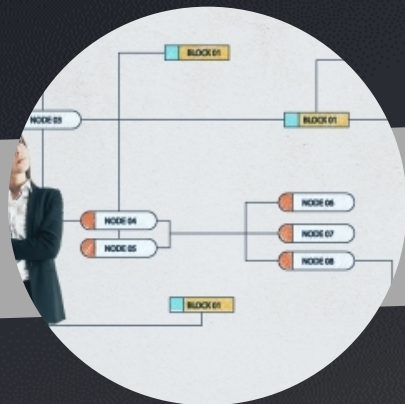 BLOCK 01
NODE 03
BLOCK 01
NODE 04
NODE 05
NODE 06
NODE 07
NODE 08
BLOCK 01